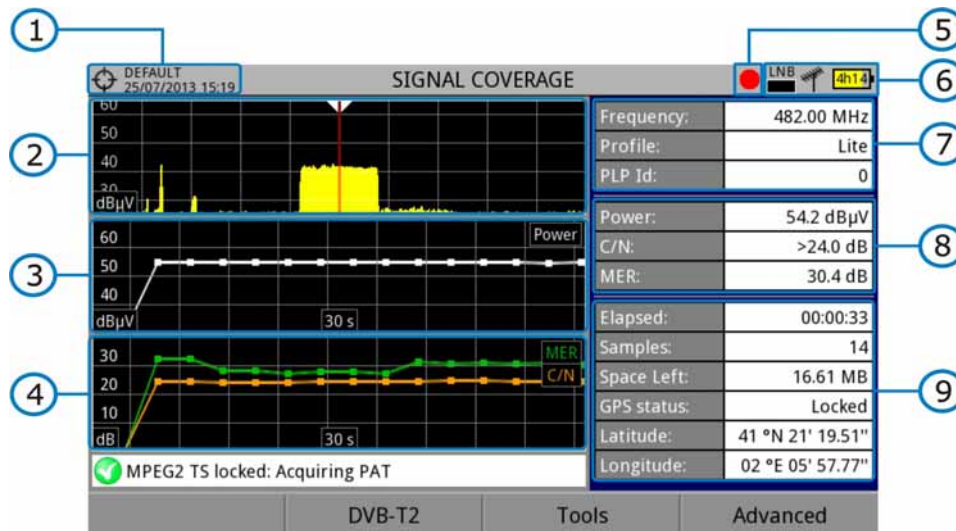 1
5
DEFAULT
25/07/2013 15:19
SIGNAL COVERAGE
LNB
4h14
6
2
60
50
40
30
dBµV
Frequency: 482.00 MHz
Profile: Lite
PLP Id: 0
7
3
60
50
40
dBµV
Power
30 s
Power: 54.2 dBµV
C/N: >24.0 dB
MER: 30.4 dB
8
4
30
20
10
dB
MER
C/N
30 s
Elapsed: 00:00:33
Samples: 14
Space Left: 16.61 MB
GPS status: Locked
Latitude: 41 °N 21' 19.51''
Longitude: 02 °E 05' 57.77''
9
MPEG2 TS locked: Acquiring PAT
DVB-T2 Tools Advanced